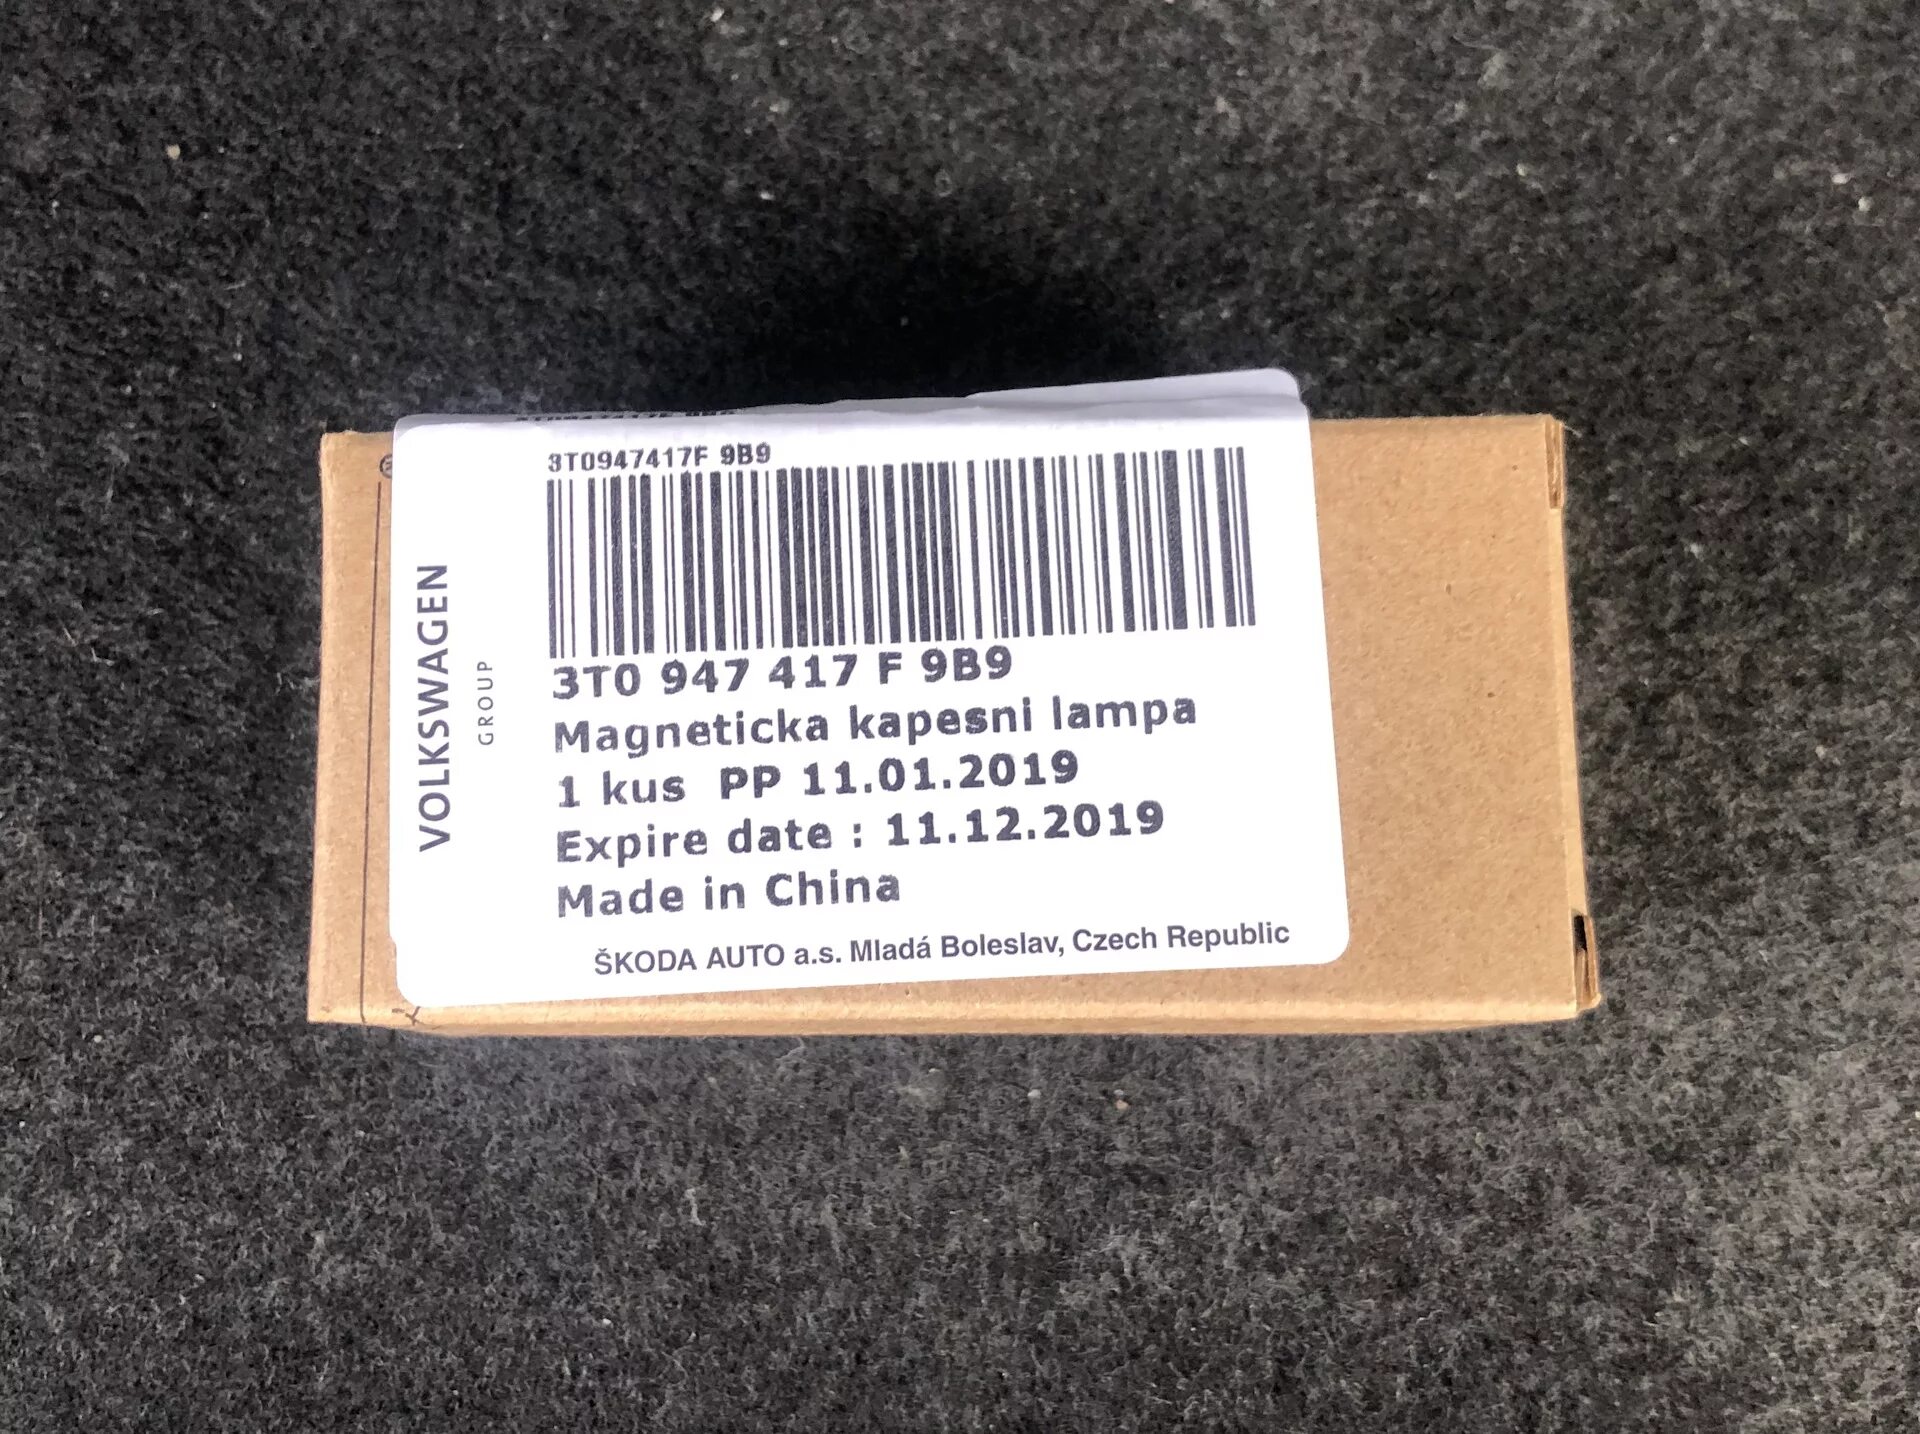 3T0947417F 9B9
3T0 947 417 F 9B9
Magneticka kapesni lampa
1 kus PP 11.01.2019
Expire date : 11.12.2019
Made in China
ŠKODA AUTO a.s. Mladá Boleslav, Czech Republic
VOLKSWAGEN
GROUP